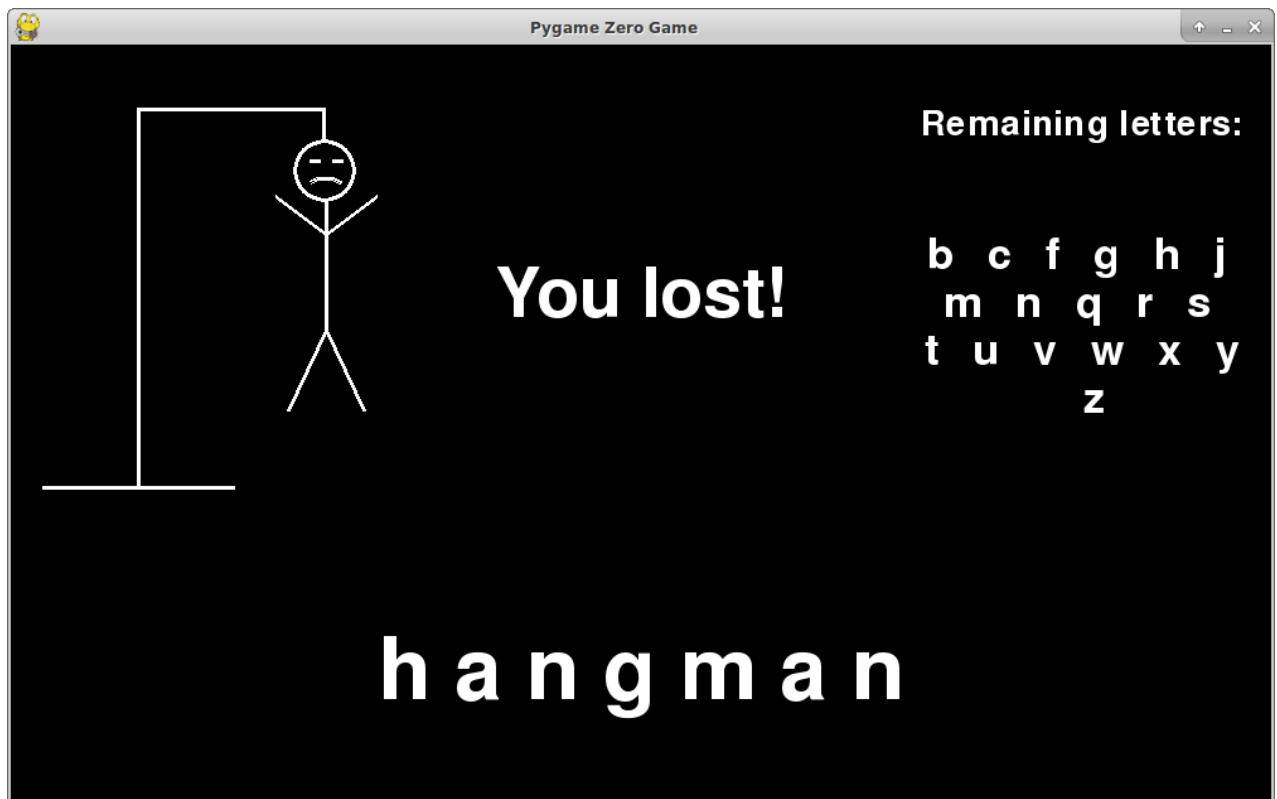 Pygame Zero Game
Remaining letters:
b c f g h j
m n q r s
t u v w x y
z
You lost!
h a n g m a n